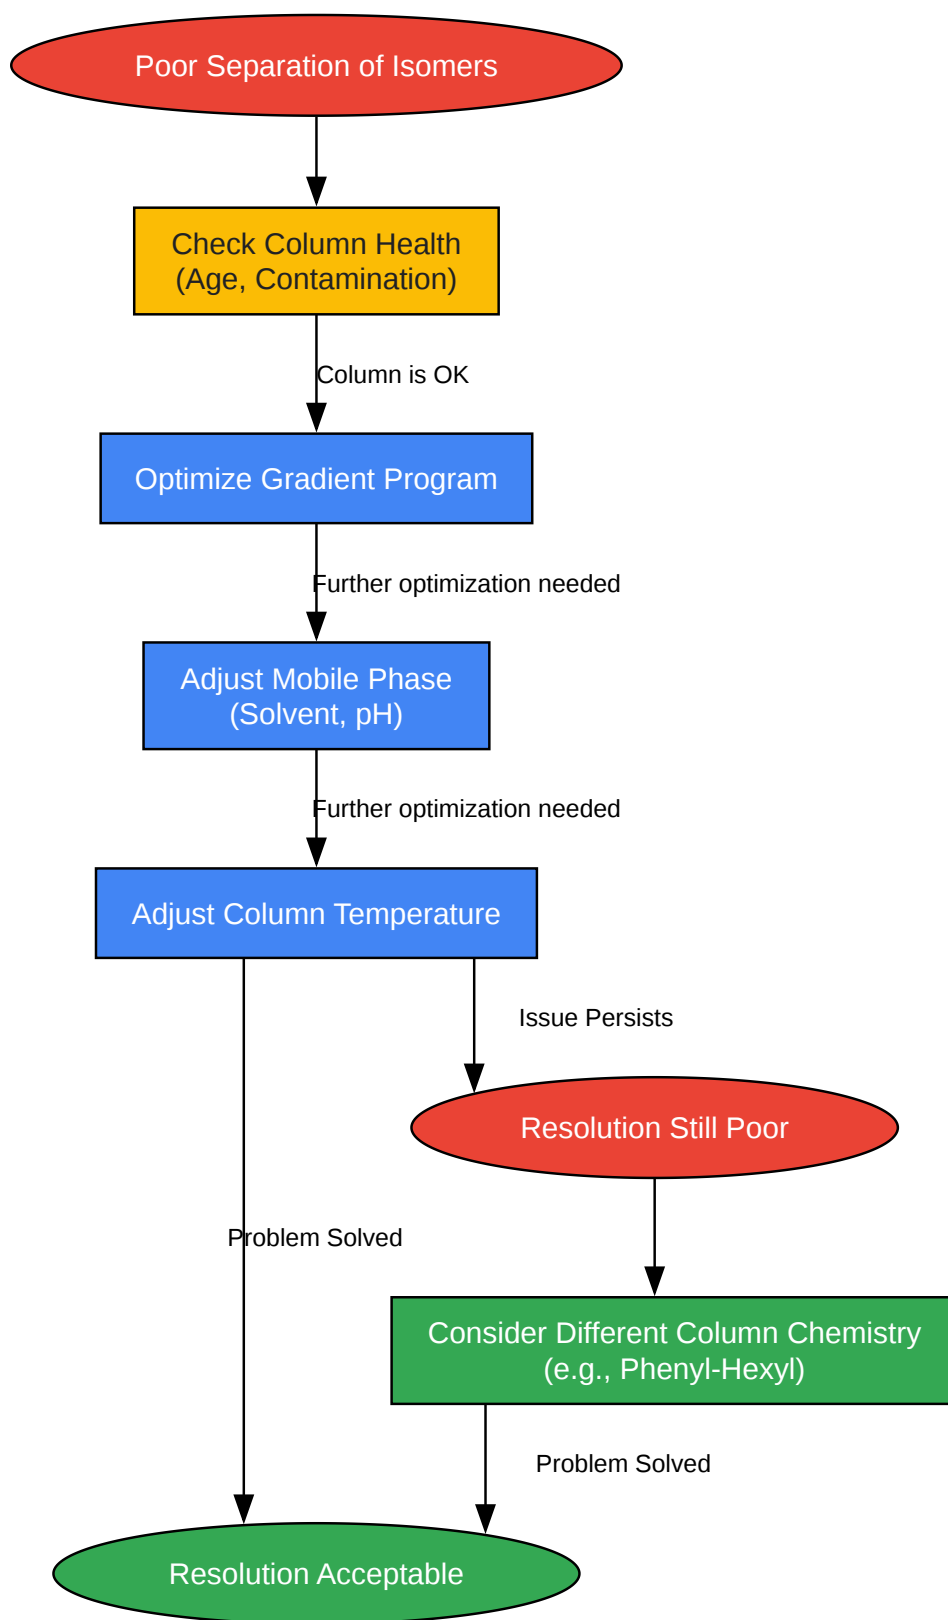 Poor Separation of Isomers
Check Column Health
(Age, Contamination)
Column is OK
Optimize Gradient Program
Further optimization needed
Adjust Mobile Phase
(Solvent, pH)
Further optimization needed
Adjust Column Temperature
Issue Persists
Resolution Still Poor
Problem Solved
Consider Different Column Chemistry
(e.g., Phenyl-Hexyl)
Problem Solved
Resolution Acceptable